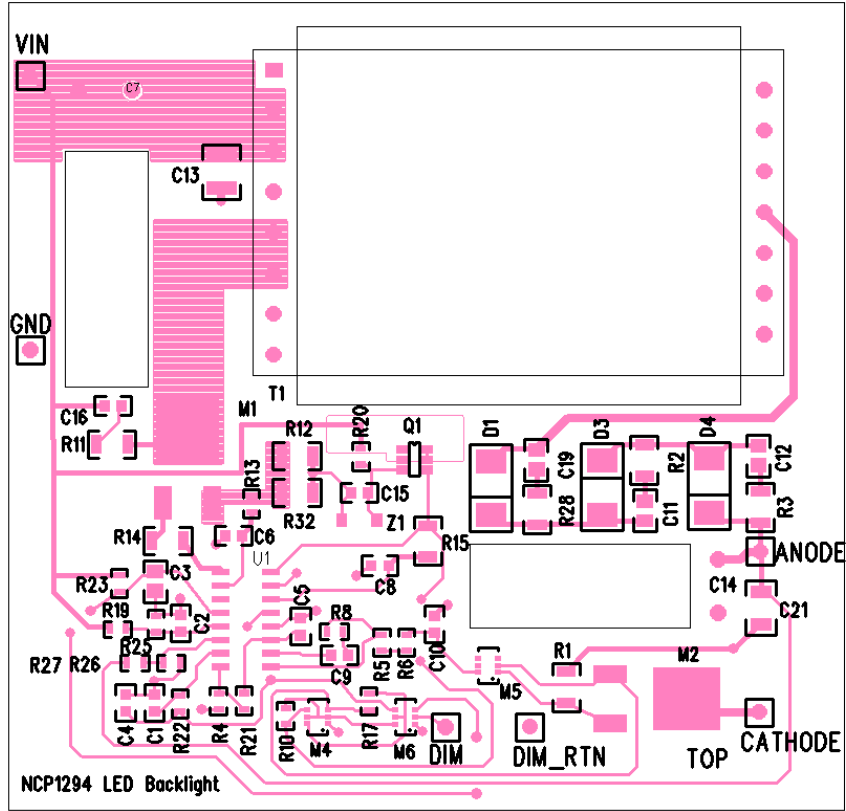 VIN
C7
C13
GND
T1
C16
M1
R11
R12
R20
Q1
D1
D3
D4
C19
R2
C12
R13
C15
R32
Z1
R28
C11
R3
R14
C6
U1
R15
ANODE
C3
C8
R23
C14
C21
R19
C2
C5
R8
C10
R25
R27
R26
R5
R6
R1
M2
C9
M5
C4
C1
R22
R4
R21
R10
M4
R17
M6
DIM
DIM_RTN
TOP
CATHODE
NCP1294 LED Backlight